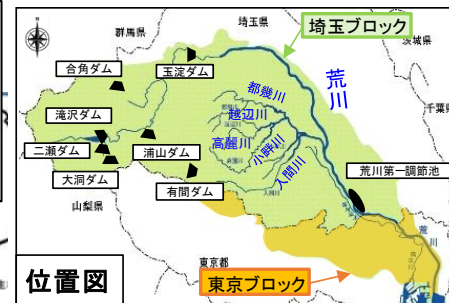 群馬県
埼玉県
埼玉ブロック
茨城県
合角ダム
玉淀ダム
荒川
都幾川
越辺川
千葉県
滝沢ダム
高麗川
小畔川
入間川
二瀬ダム
浦山ダム
荒川第一調節池
大洞ダム
有間ダム
山梨県
入間川
荒川
東京都
位置図
東京ブロック